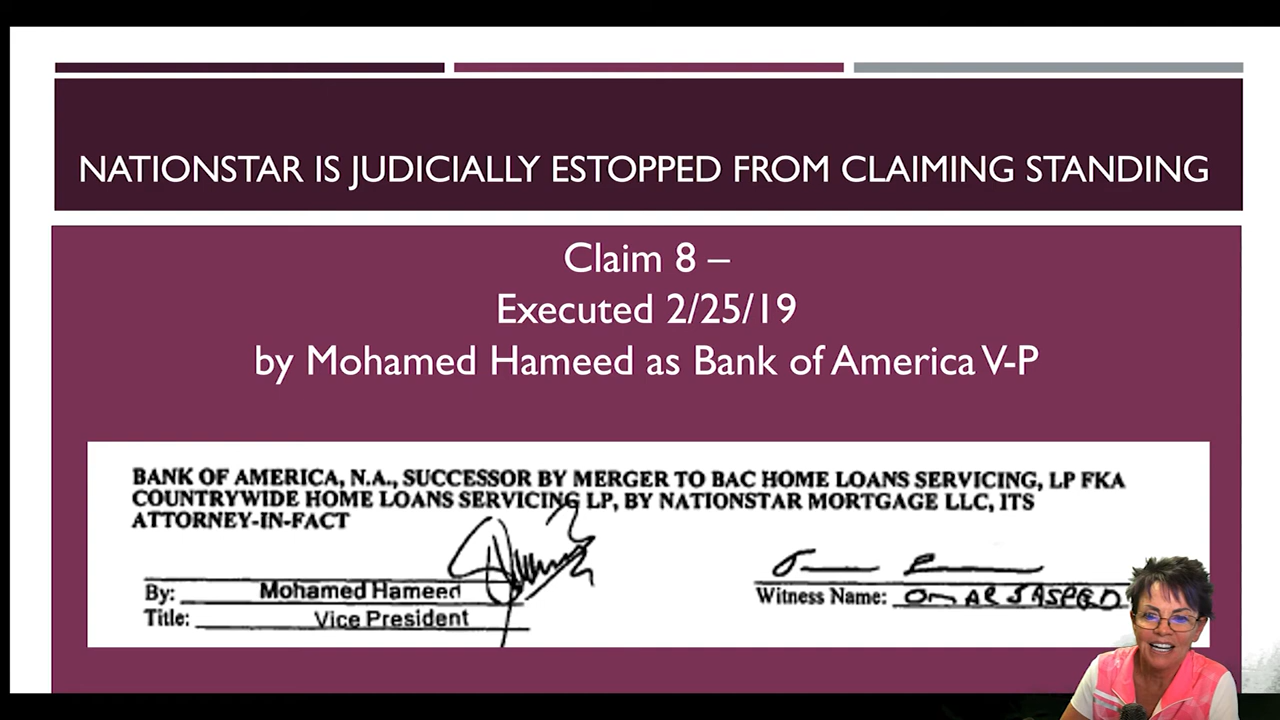 NATIONSTAR IS JUDICIALLY ESTOPPED FROM CLAIMING STANDING
Claim 8 –
Executed 2/25/19
by Mohamed Hameed as Bank of America V-P
BANK OF AMERICA, N.A., SUCCESSOR BY MERGER TO BAC HOME LOANS SERVICING, LP FKA
COUNTRYWIDE HOME LOANS SERVICING LP, BY NATIONSTAR MORTGAGE LLC, ITS
ATTORNEY-IN-FACT
By: Mohamed Hameed
Title: Vice President
Witness Name: OMAR